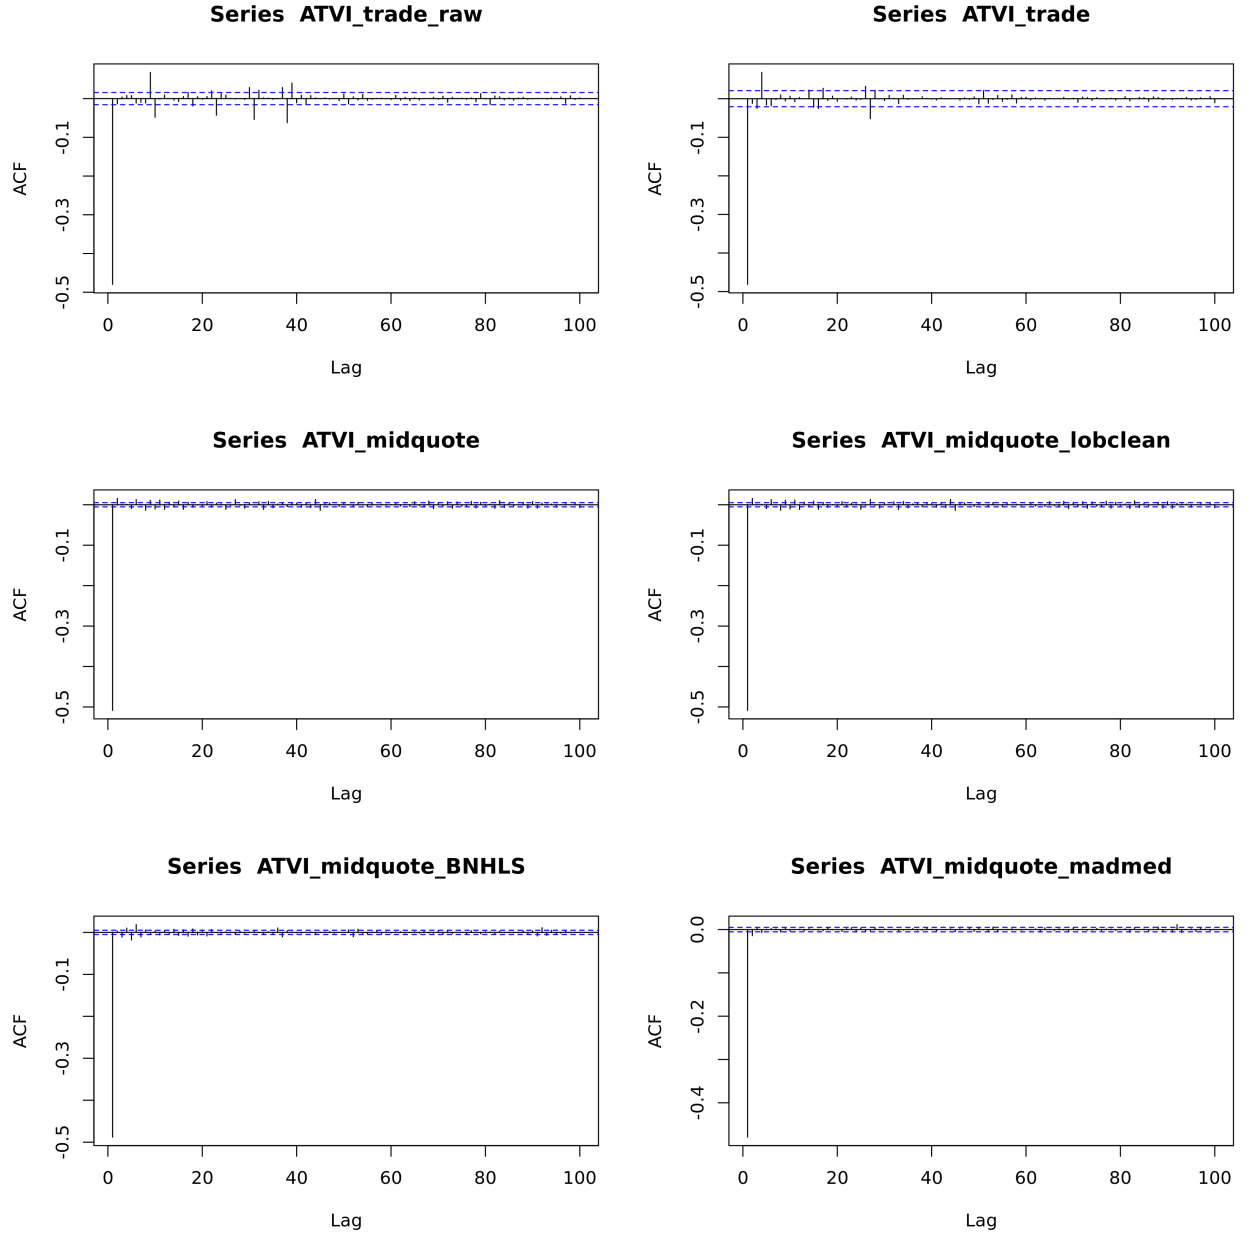 Series ATVI_trade_raw
ACF
-0.1
-0.3
-0.5
0 20 40 60 80 100
Lag
Series ATVI_trade
ACF
-0.1
-0.3
-0.5
0 20 40 60 80 100
Lag
Series ATVI_midquote
ACF
-0.1
-0.3
-0.5
0 20 40 60 80 100
Lag
Series ATVI_midquote_lobclean
ACF
-0.1
-0.3
-0.5
0 20 40 60 80 100
Lag
Series ATVI_midquote_BNHLS
ACF
-0.1
-0.3
-0.5
0 20 40 60 80 100
Lag
Series ATVI_midquote_madmed
ACF
0.0
-0.2
-0.4
0 20 40 60 80 100
Lag